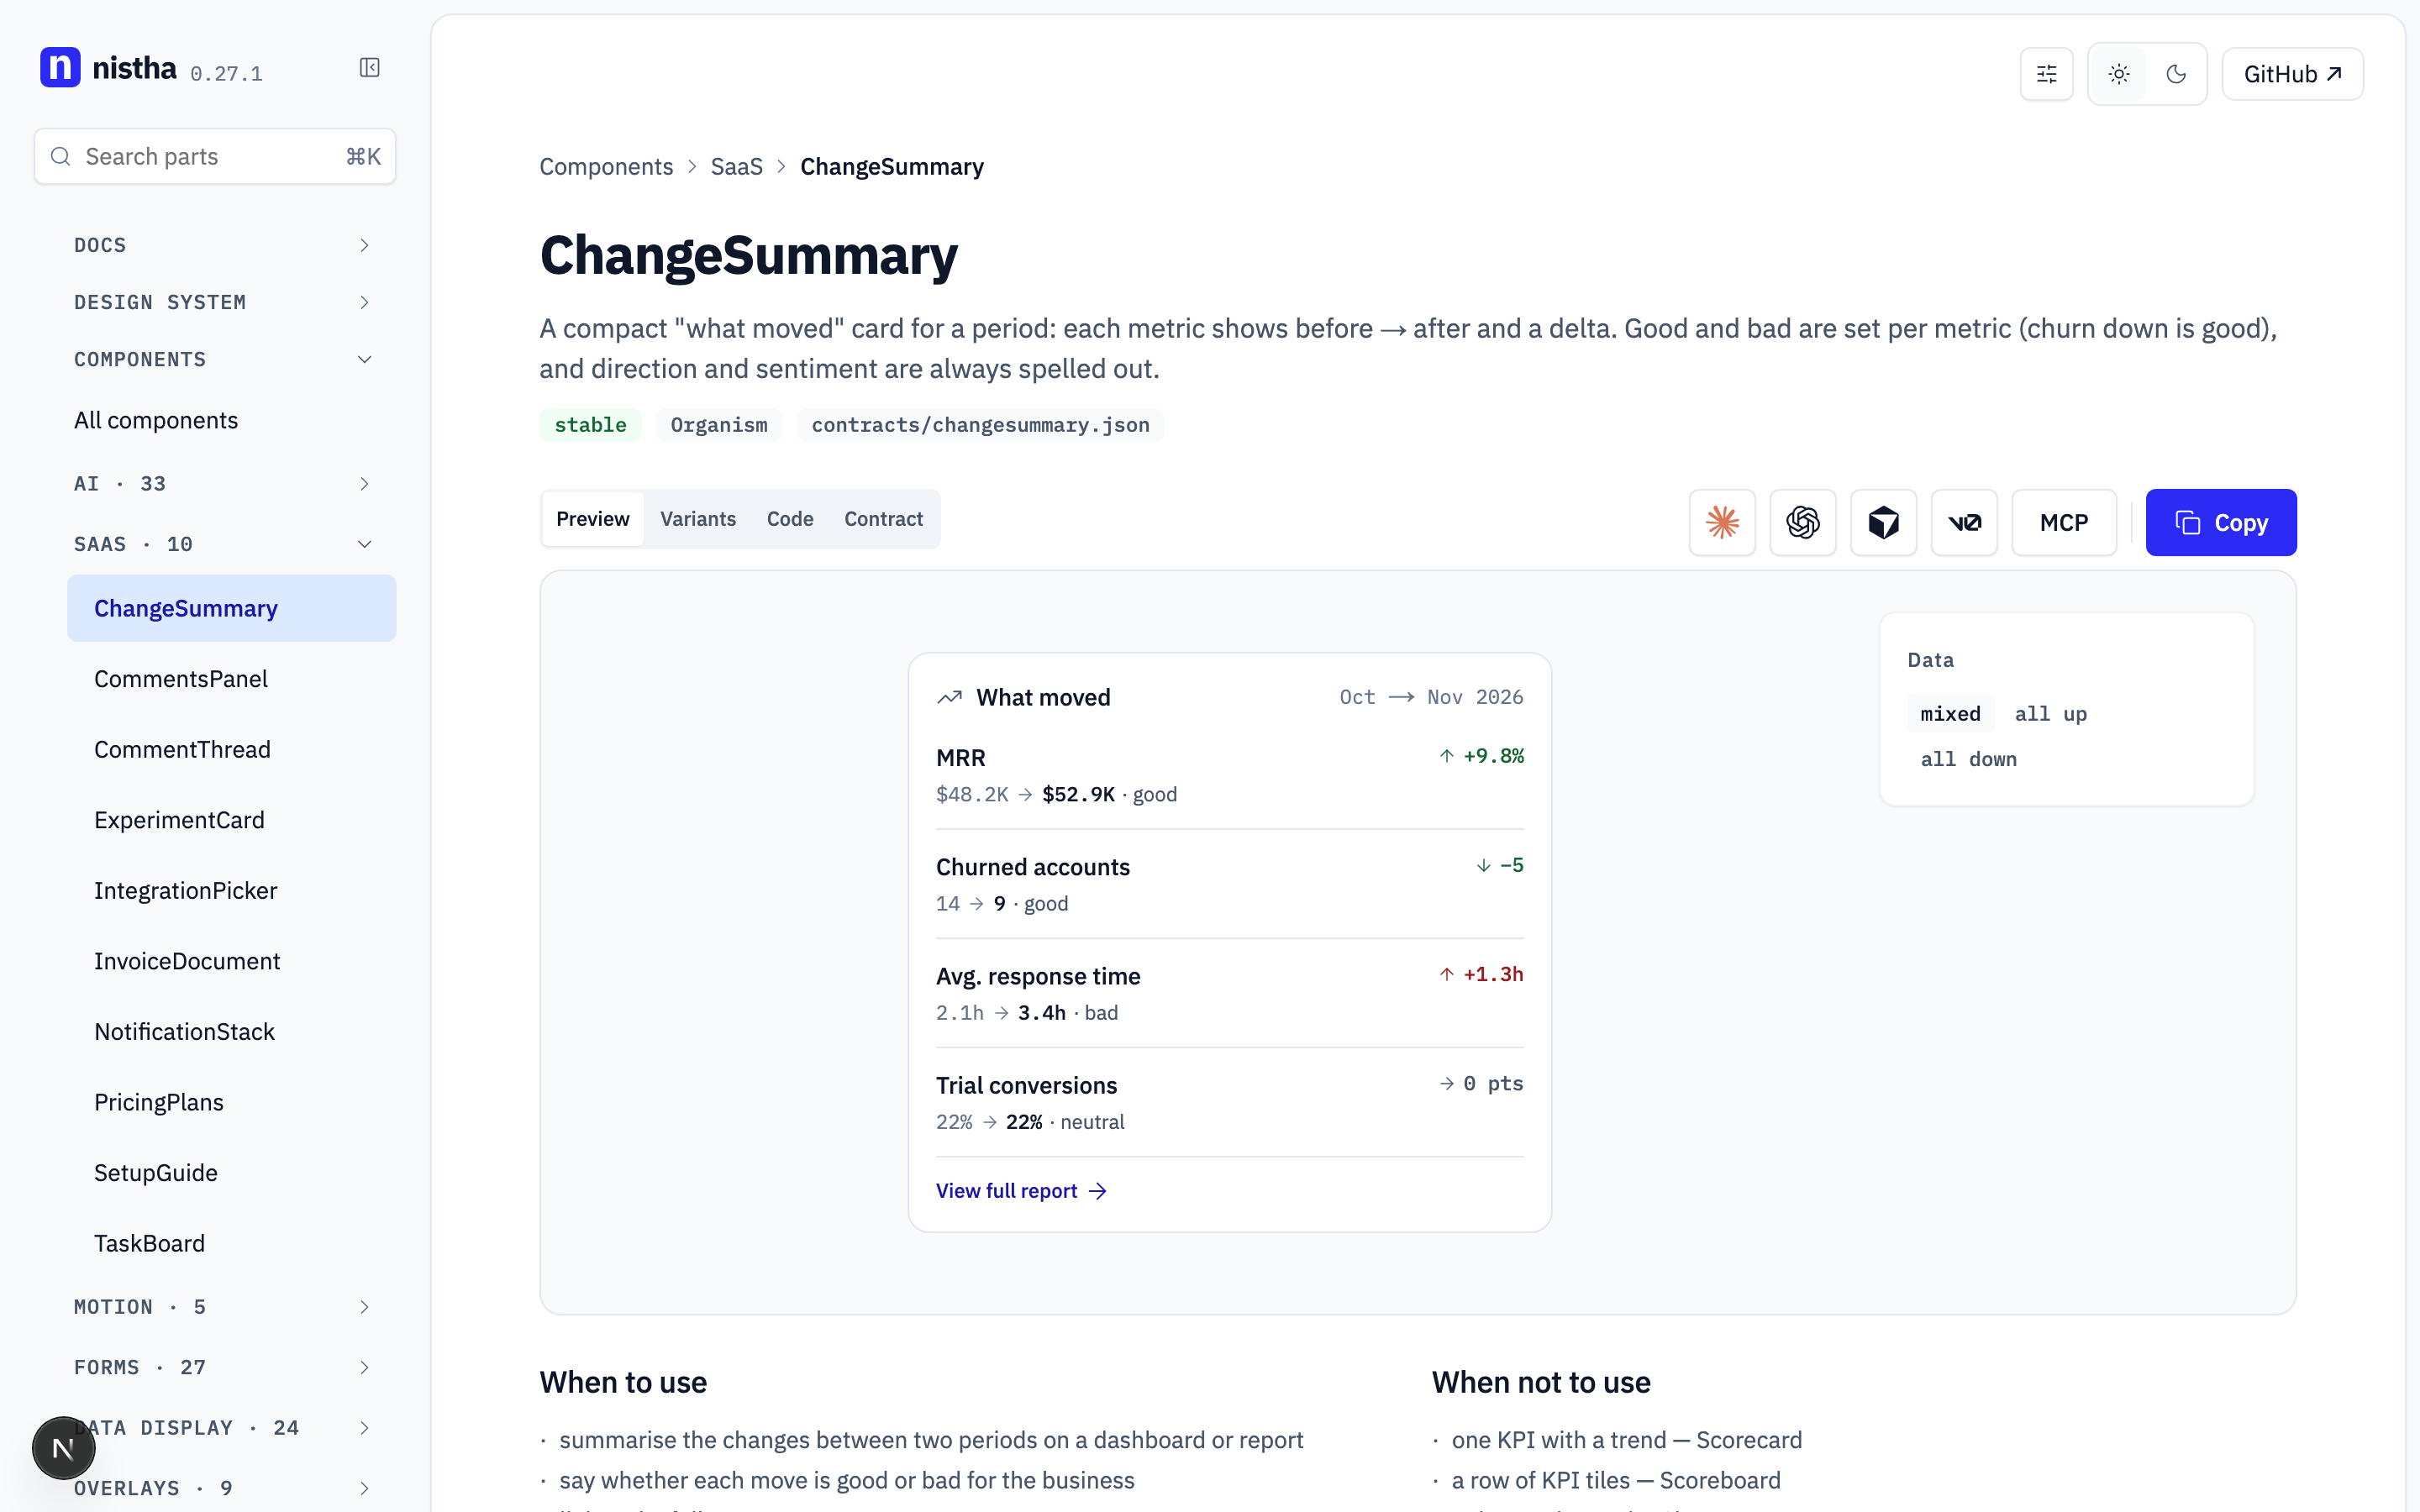 nistha 0.27.1
Search parts ⌘K
DOCS
DESIGN SYSTEM
COMPONENTS
All components
AI · 33
SAAS · 10
ChangeSummary
CommentsPanel
CommentThread
ExperimentCard
IntegrationPicker
InvoiceDocument
NotificationStack
PricingPlans
SetupGuide
TaskBoard
MOTION · 5
FORMS · 27
DATA DISPLAY · 24
OVERLAYS · 9
N
GitHub ↗
Components > SaaS > ChangeSummary
ChangeSummary
A compact "what moved" card for a period: each metric shows before → after and a delta. Good and bad are set per metric (churn down is good),
and direction and sentiment are always spelled out.
stable Organism contracts/changesummary.json
Preview Variants Code Contract
v0 MCP Copy
What moved Oct → Nov 2026
MRR ↑ +9.8%
$48.2K → $52.9K · good
Churned accounts ↓ −5
14 → 9 · good
Avg. response time ↑ +1.3h
2.1h → 3.4h · bad
Trial conversions → 0 pts
22% → 22% · neutral
View full report →
Data
mixed all up
all down
When to use
· summarise the changes between two periods on a dashboard or report
· say whether each move is good or bad for the business
When not to use
· one KPI with a trend — Scorecard
· a row of KPI tiles — Scoreboard